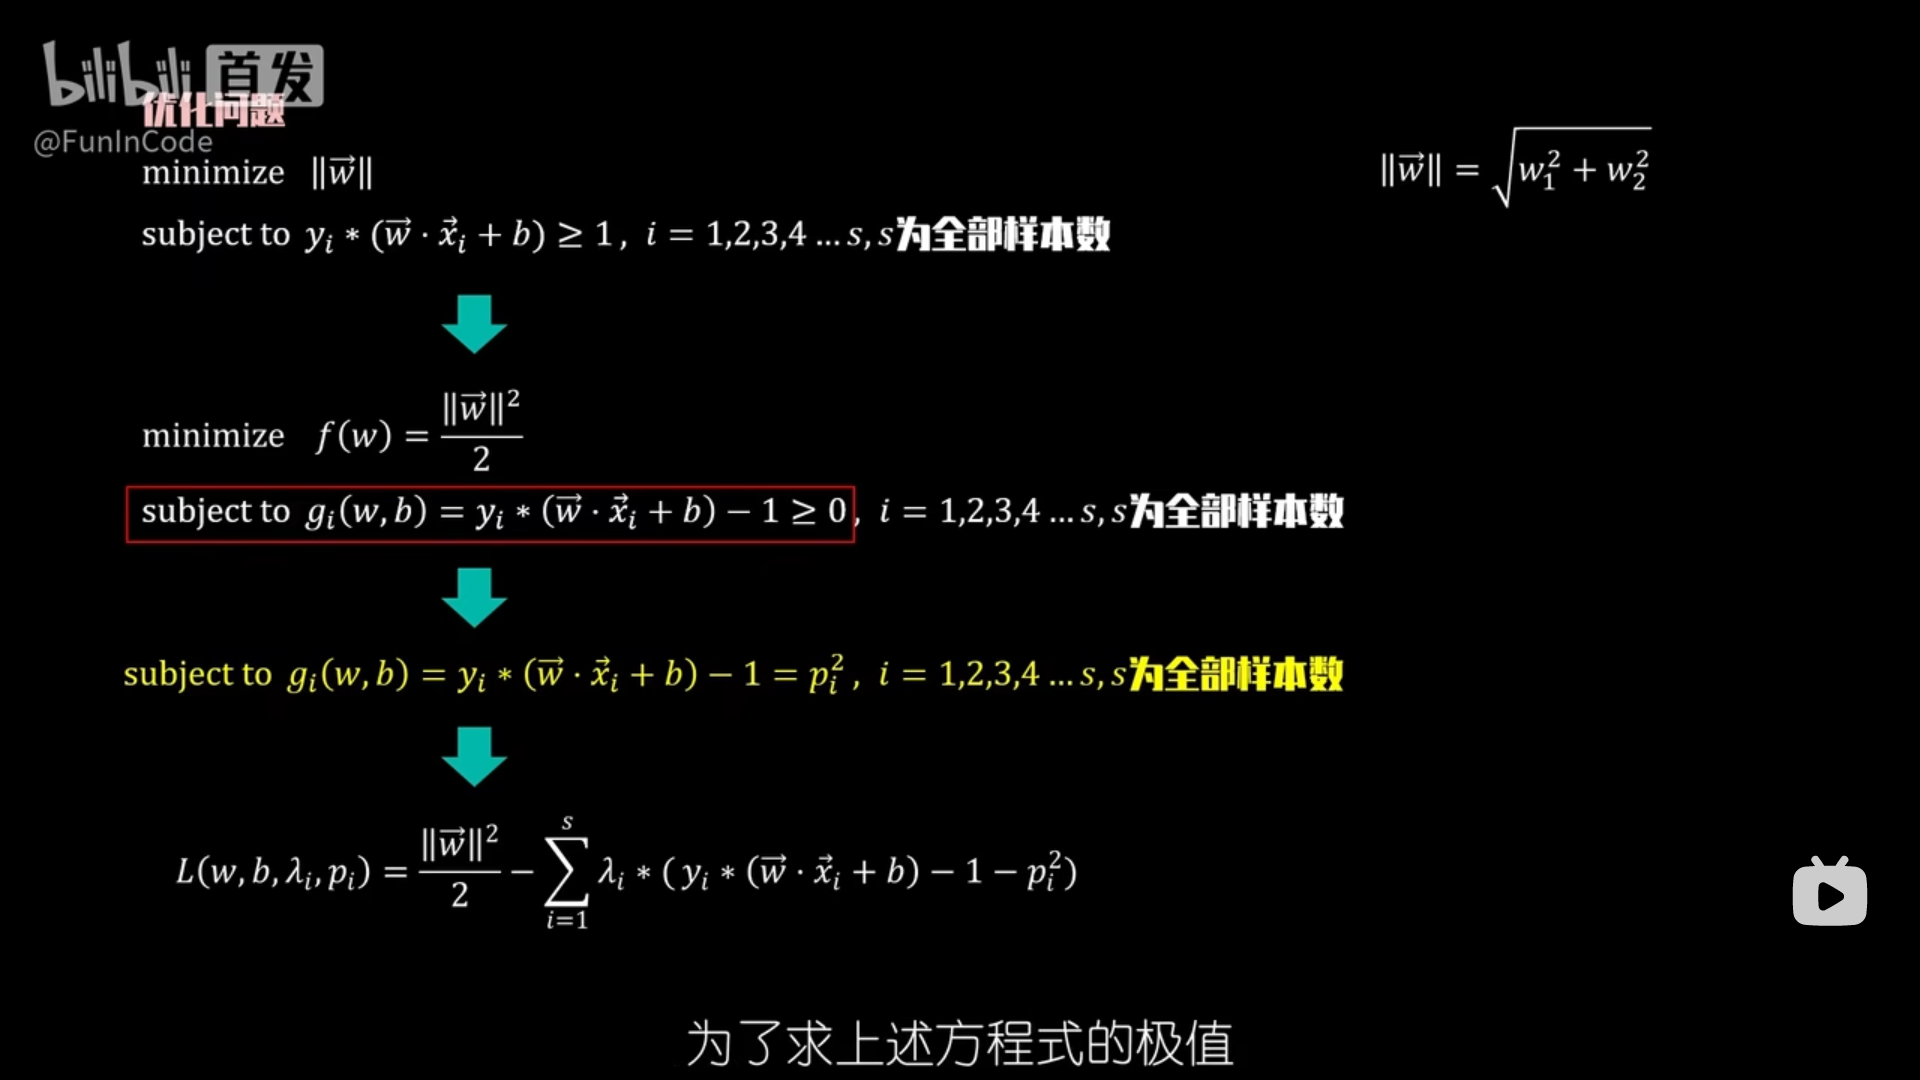 bilibili 首发
优化问题
@FunInCode
minimize ‖w⃗‖
‖w⃗‖ = √(w₁² + w₂²)
subject to yᵢ * (w⃗ · x⃗ᵢ + b) ≥ 1, i = 1,2,3,4 … s, s为全部样本数
minimize f(w) = ‖w⃗‖² / 2
subject to gᵢ(w, b) = yᵢ * (w⃗ · x⃗ᵢ + b) − 1 ≥ 0, i = 1,2,3,4 … s, s为全部样本数
subject to gᵢ(w, b) = yᵢ * (w⃗ · x⃗ᵢ + b) − 1 = pᵢ², i = 1,2,3,4 … s, s为全部样本数
L(w, b, λᵢ, pᵢ) = ‖w⃗‖² / 2 − ∑ᵢ₌₁ˢ λᵢ * ( yᵢ * (w⃗ · x⃗ᵢ + b) − 1 − pᵢ²)
为了求上述方程式的极值